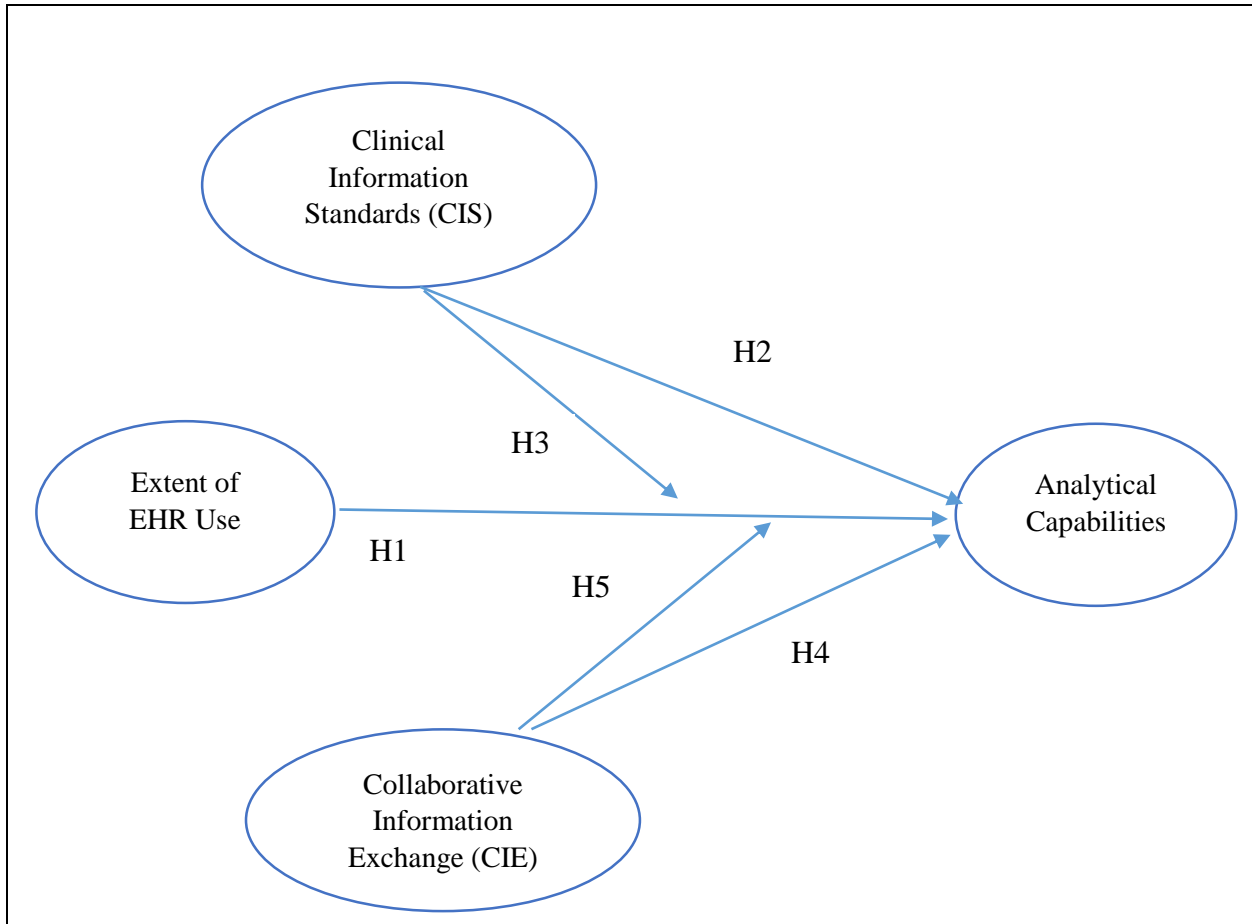 Clinical
Information
Standards (CIS)
H2
H3
Extent of
EHR Use
Analytical
Capabilities
H1
H5
H4
Collaborative
Information
Exchange (CIE)